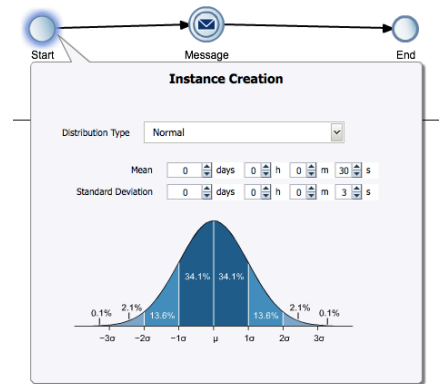 Start Message End
Instance Creation
Distribution Type Normal
Mean 0 days 0 h 0 m 30 s
Standard Deviation 0 days 0 h 0 m 3 s
34.1% 34.1%
0.1% 2.1% 13.6% 13.6% 2.1% 0.1%
−3σ −2σ −1σ μ 1σ 2σ 3σ